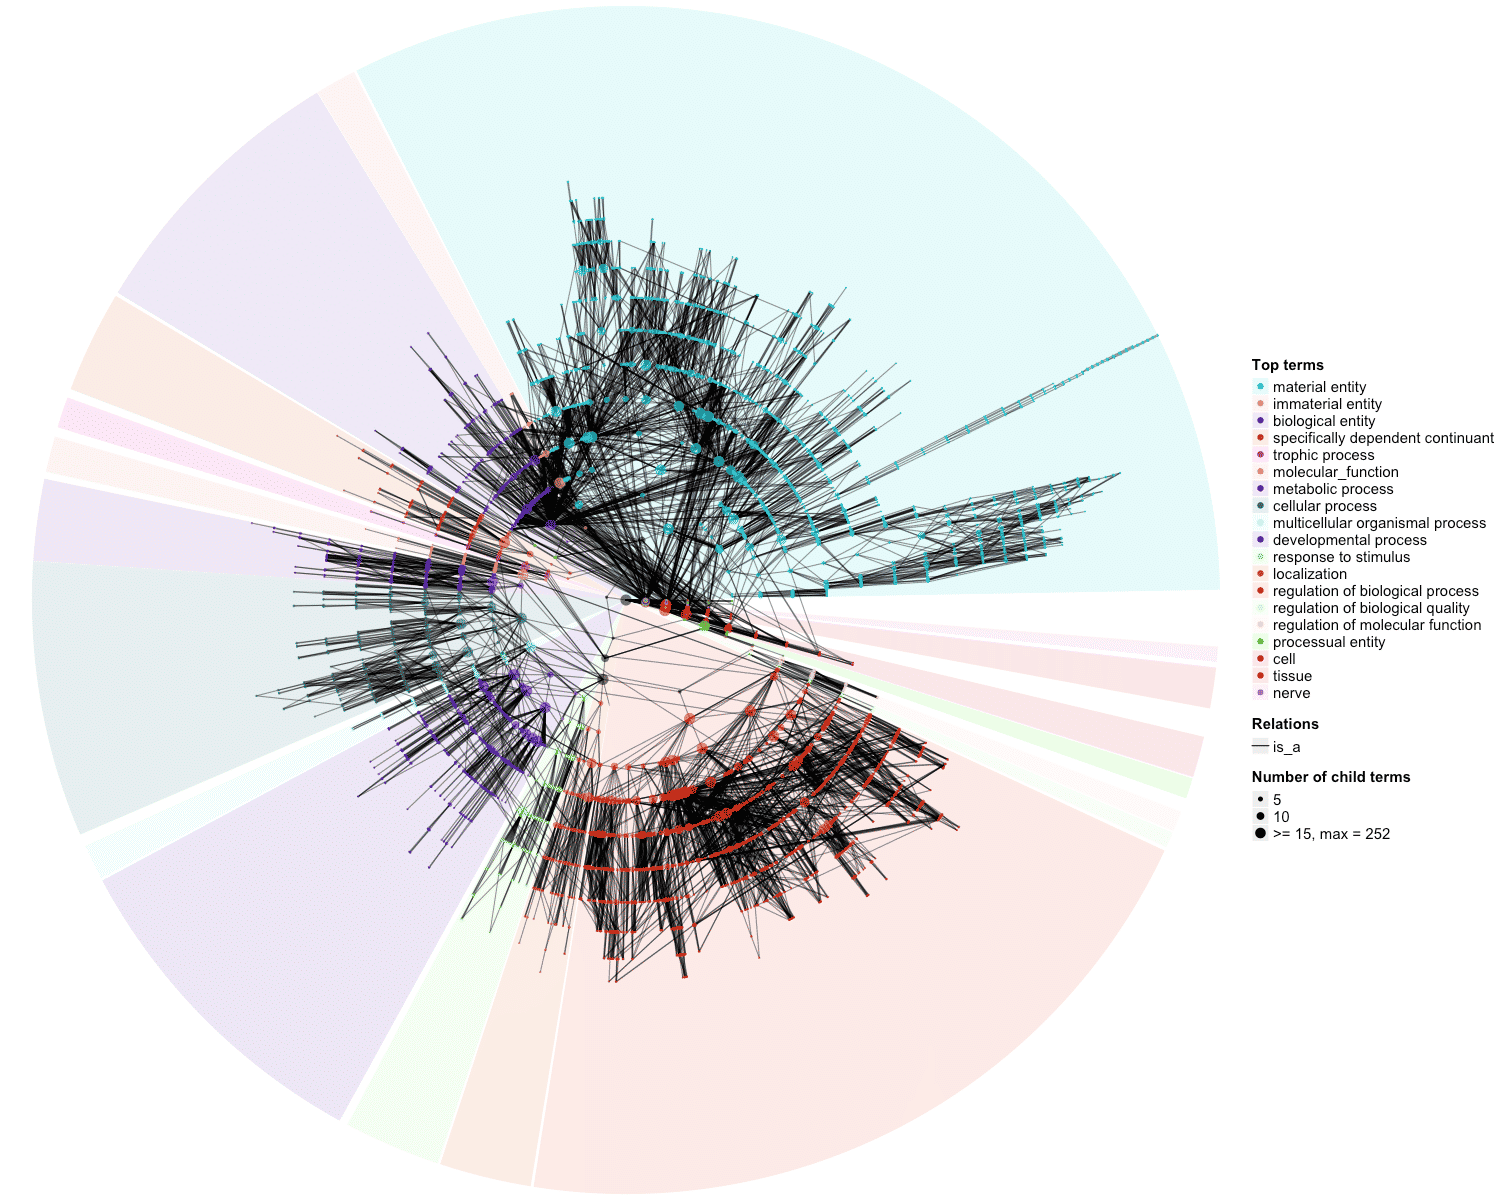 Top terms
material entity
immaterial entity
biological entity
specifically dependent continuant
trophic process
molecular_function
metabolic process
cellular process
multicellular organismal process
developmental process
response to stimulus
localization
regulation of biological process
regulation of biological quality
regulation of molecular function
processual entity
cell
tissue
nerve
Relations
is_a
Number of child terms
5
10
>= 15, max = 252